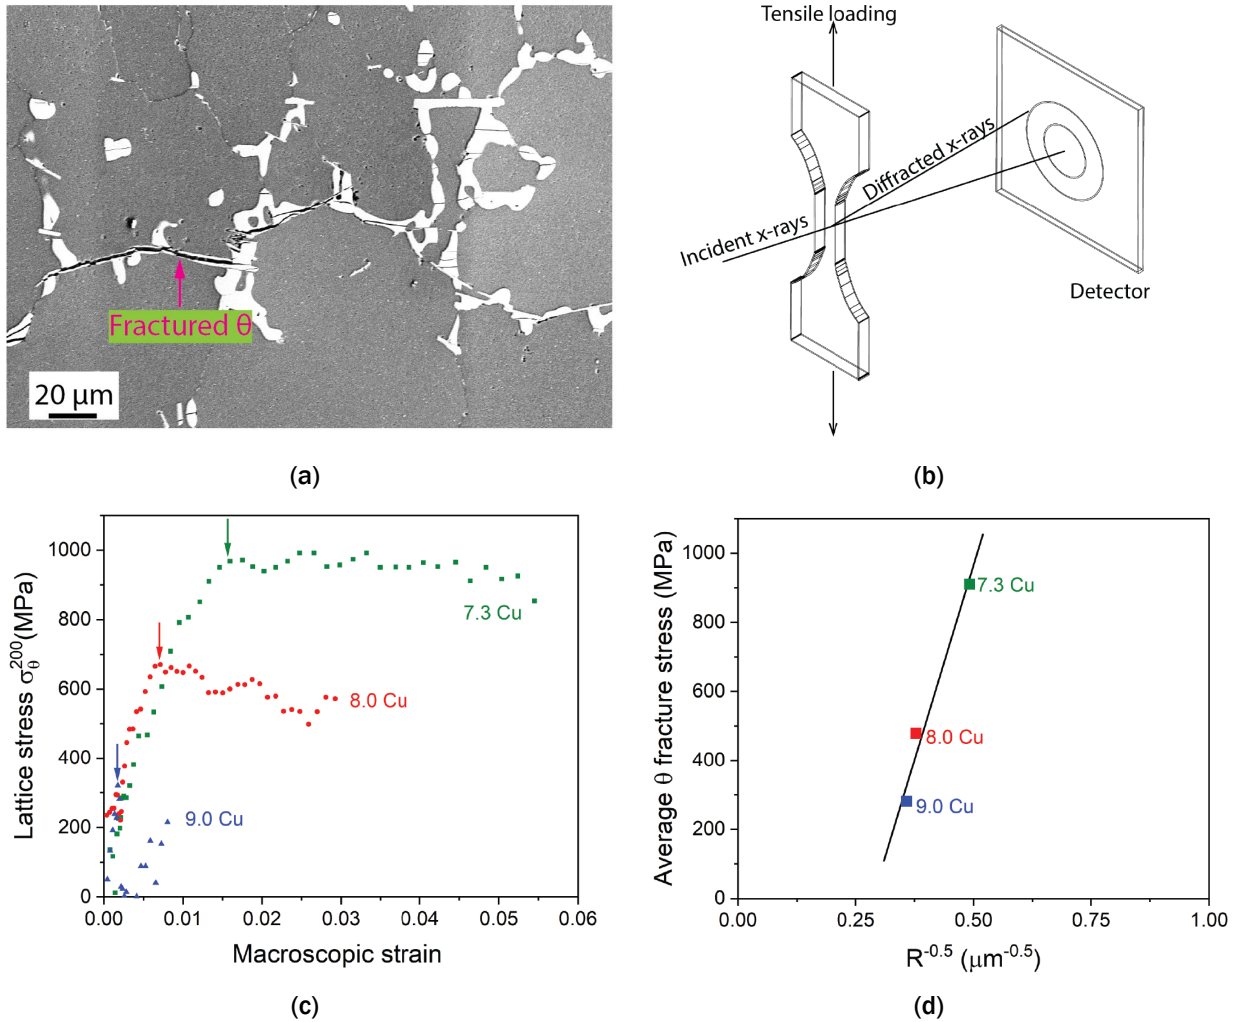 Fractured θ
20 μm
(a)
Tensile loading
Diffracted x-rays
Incident x-rays
Detector
(b)
Lattice stress σθ²⁰⁰(MPa)
1000
800
600
400
200
0
7.3 Cu
8.0 Cu
9.0 Cu
0.00 0.01 0.02 0.03 0.04 0.05 0.06
Macroscopic strain
(c)
Average θ fracture stress (MPa)
1000
800
600
400
200
0
7.3 Cu
8.0 Cu
9.0 Cu
0.00 0.25 0.50 0.75 1.00
R⁻⁰·⁵ (μm⁻⁰·⁵)
(d)